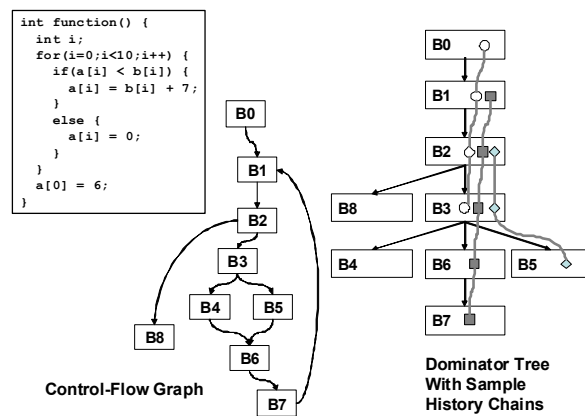 int function() {
int i;
for(i=0;i<10;i++) {
if(a[i] < b[i]) {
a[i] = b[i] + 7;
}
else {
a[i] = 0;
}
}
a[0] = 6;
}
B0
B1
B2
B3
B4
B5
B8
B6
B7
Control-Flow Graph
B0
B1
B2
B8
B3
B4
B6
B5
B7
Dominator Tree
With Sample
History Chains